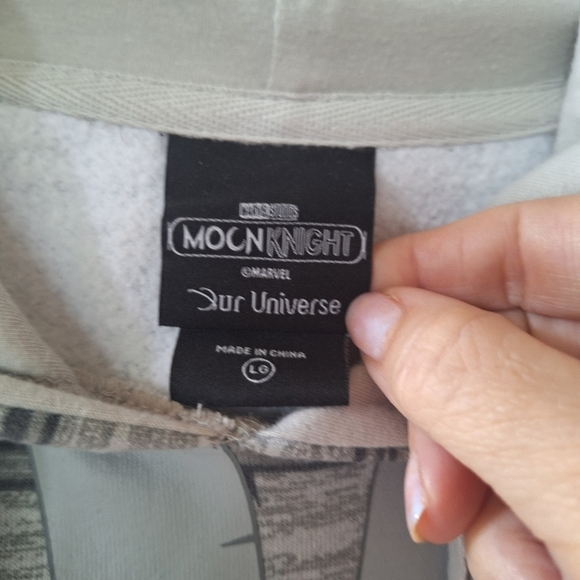 MARVEL STUDIOS
MOON KNIGHT
©MARVEL
Our Universe
MADE IN CHINA
LG